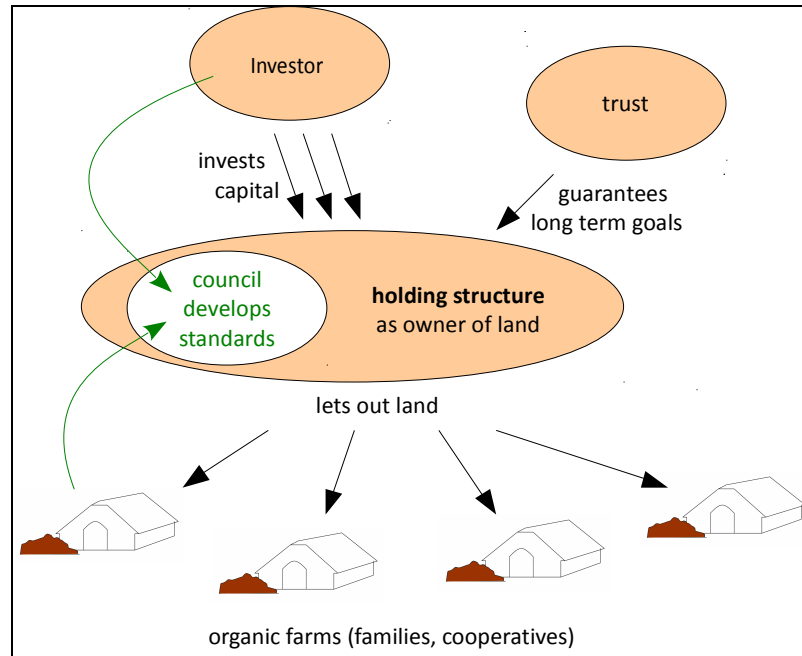 Investor
trust
invests
capital
guarantees
long term goals
council
develops
standards
holding structure
as owner of land
lets out land
organic farms (families, cooperatives)